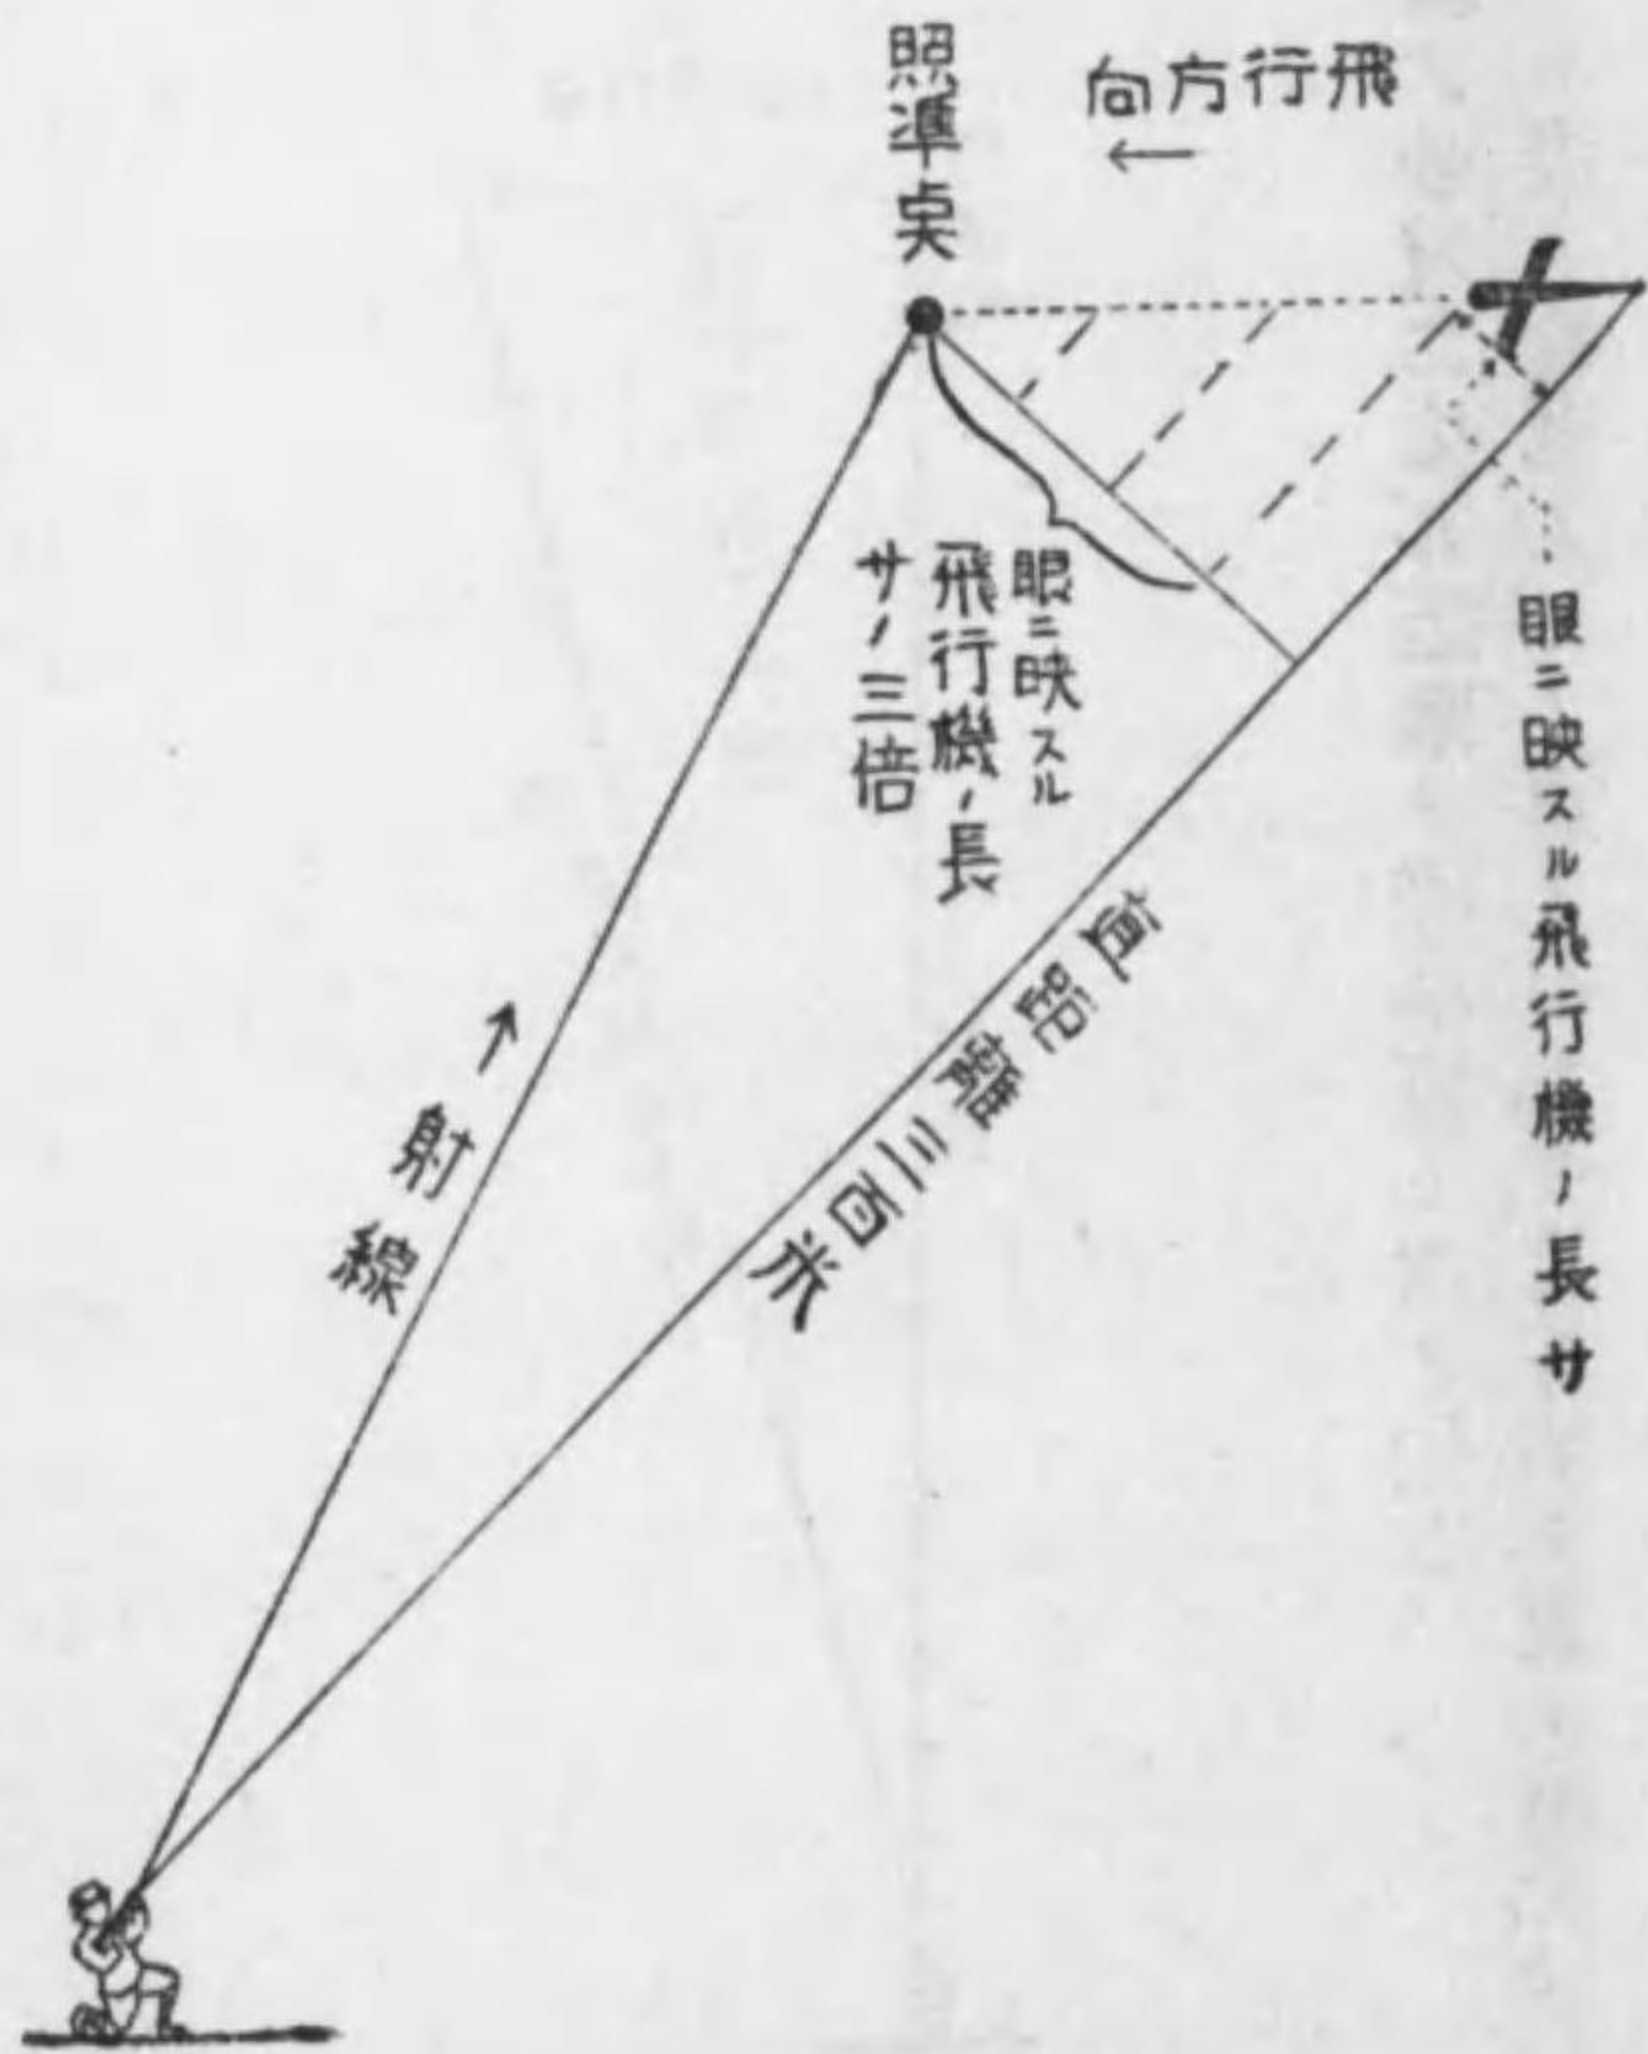 飛行方向
←
照準点
眼ニ映スル
飛行機ノ長
サノ三倍
眼ニ映スル飛行機ノ長サ
直距離三百米
→
射線